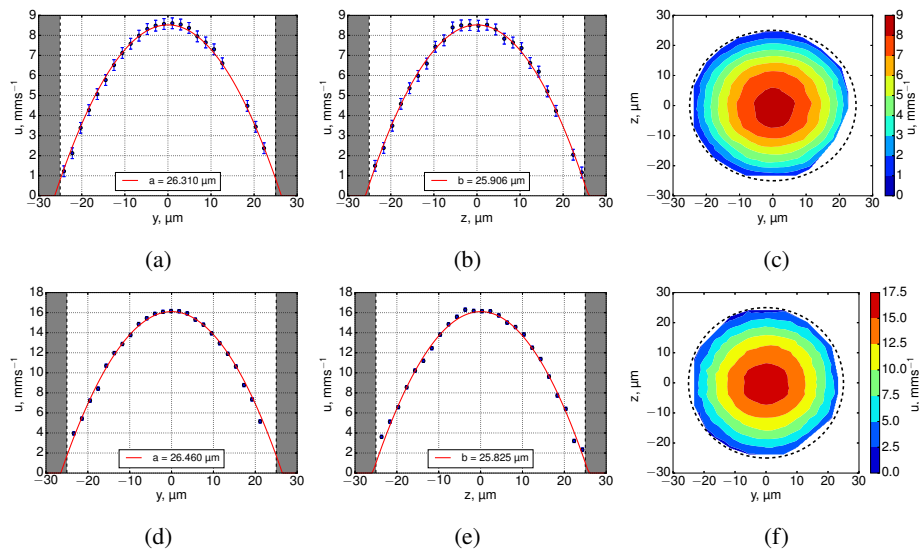 9
8
7
6
5
4
3
2
1
0
u, mms⁻¹
−30 −20 −10 0 10 20 30
y, µm
a = 26.310 µm
(a)
9
8
7
6
5
4
3
2
1
0
u, mms⁻¹
−30 −20 −10 0 10 20 30
z, µm
b = 25.906 µm
(b)
30
20
10
0
−10
−20
−30
z, µm
−30 −20 −10 0 10 20 30
y, µm
9
8
7
6
5
4
3
2
1
0
u, mms⁻¹
(c)
18
16
14
12
10
8
6
4
2
0
u, mms⁻¹
−30 −20 −10 0 10 20 30
y, µm
a = 26.460 µm
(d)
18
16
14
12
10
8
6
4
2
0
u, mms⁻¹
−30 −20 −10 0 10 20 30
z, µm
b = 25.825 µm
(e)
30
20
10
0
−10
−20
−30
z, µm
−30 −20 −10 0 10 20 30
y, µm
17.5
15.0
12.5
10.0
7.5
5.0
2.5
0.0
u, mms⁻¹
(f)